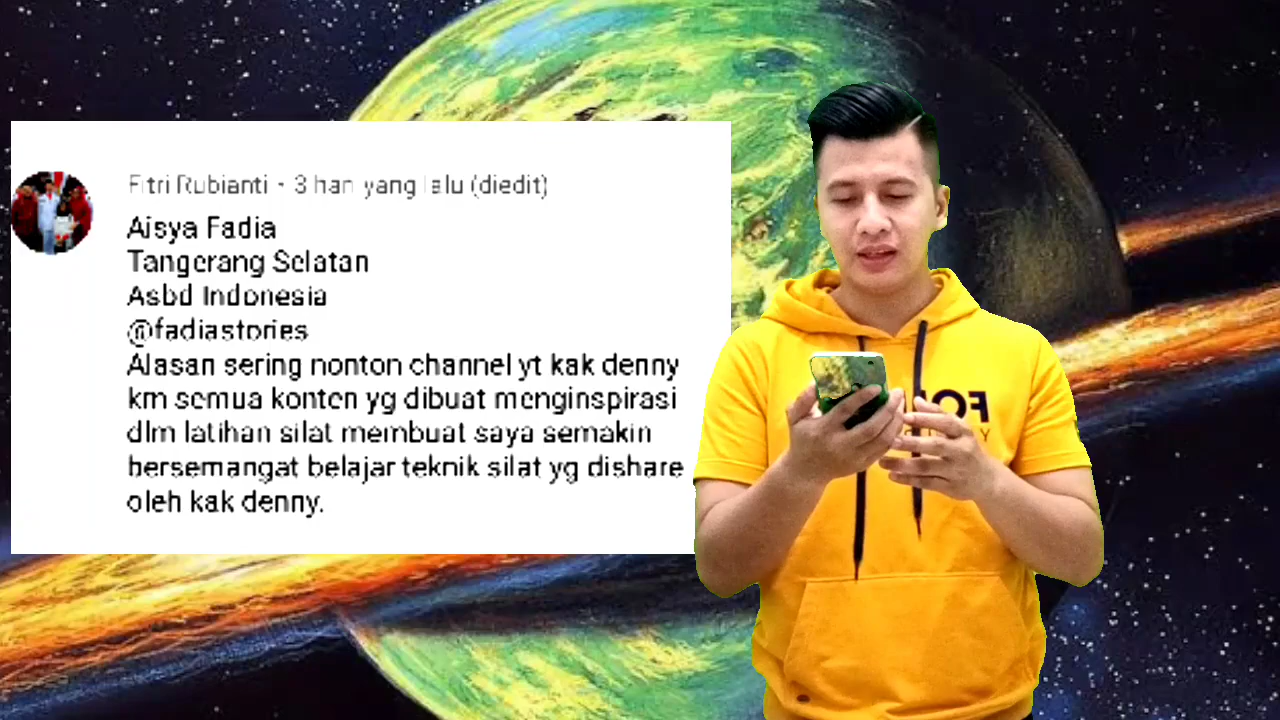 Fitri Rubianti • 3 hari yang lalu (diedit)
Aisya Fadia
Tangerang Selatan
Asbd Indonesia
@fadiastories
Alasan sering nonton channel yt kak denny
krn semua konten yg dibuat menginspirasi
dlm latihan silat membuat saya semakin
bersemangat belajar teknik silat yg dishare
oleh kak denny.